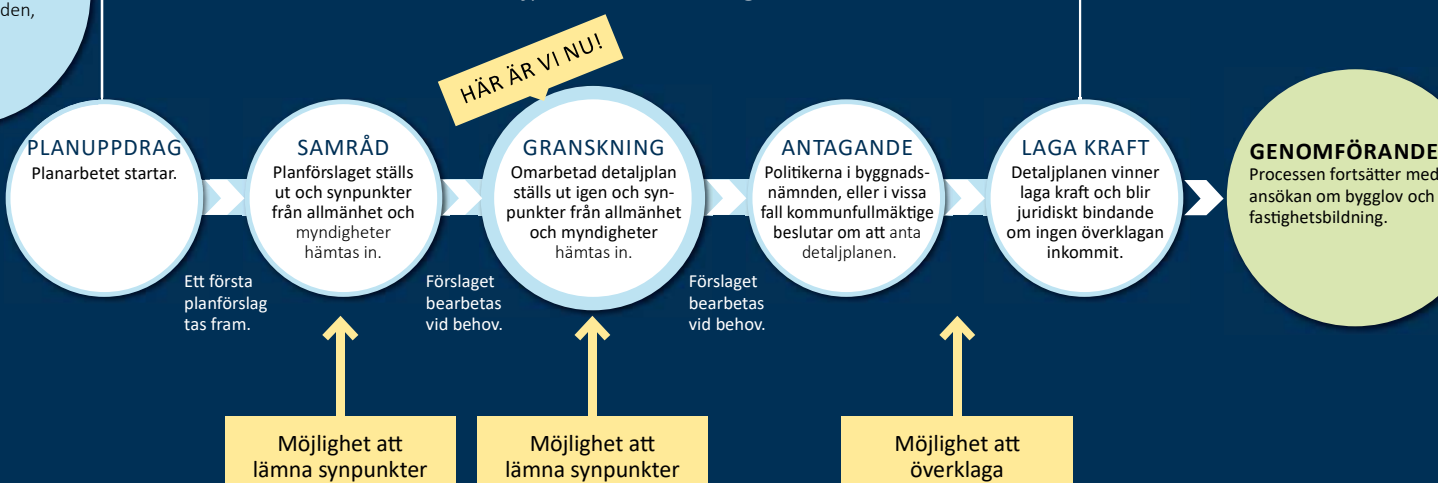 den,
HÄR ÄR VI NU!
PLANUPPDRAG
Planarbetet startar.
SAMRÅD
Planförslaget ställs
ut och synpunkter
från allmänhet och
myndigheter
hämtas in.
GRANSKNING
Omarbetad detaljplan
ställs ut igen och syn-
punkter från allmänhet
och myndigheter
hämtas in.
ANTAGANDE
Politikerna i byggnads-
nämnden, eller i vissa
fall kommunfullmäktige
beslutar om att anta
detaljplanen.
LAGA KRAFT
Detaljplanen vinner
laga kraft och blir
juridiskt bindande
om ingen överklagan
inkommit.
GENOMFÖRANDE
Processen fortsätter med
ansökan om bygglov och
fastighetsbildning.
Ett första
planförslag
tas fram.
Förslaget
bearbetas
vid behov.
Förslaget
bearbetas
vid behov.
Möjlighet att
lämna synpunkter
Möjlighet att
lämna synpunkter
Möjlighet att
överklaga